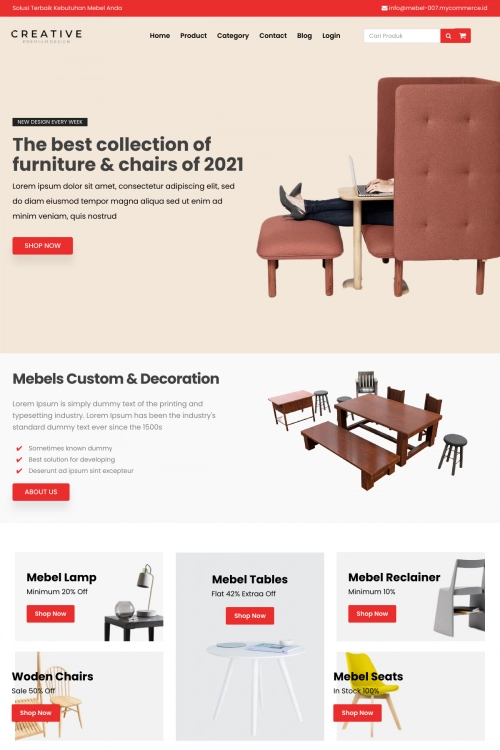 Solusi Terbaik Kebutuhan Mebel Anda
info@mebel-007.mycommerce.id
CREATIVE
PREMIUM DESIGN
Home Product Category Contact Blog Login
Cari Produk
NEW DESIGN EVERY WEEK
The best collection of
furniture & chairs of 2021
Lorem ipsum dolor sit amet, consectetur adipiscing elit, sed
do diam eiusmod tempor magna aliqua sed ut enim ad
minim veniam, quis nostrud
SHOP NOW
Mebels Custom & Decoration
Lorem Ipsum is simply dummy text of the printing and
typesetting industry. Lorem Ipsum has been the industry's
standard dummy text ever since the 1500s
Sometimes known dummy
Best solution for developing
Deserunt ad ipsum sint excepteur
ABOUT US
Mebel Lamp
Minimum 20% Off
Shop Now
Mebel Tables
Flat 42% Extraa Off
Shop Now
Mebel Reclainer
Minimum 10%
Shop Now
Woden Chairs
Sale 50% Off
Shop Now
Mebel Seats
In Stock 100%
Shop Now